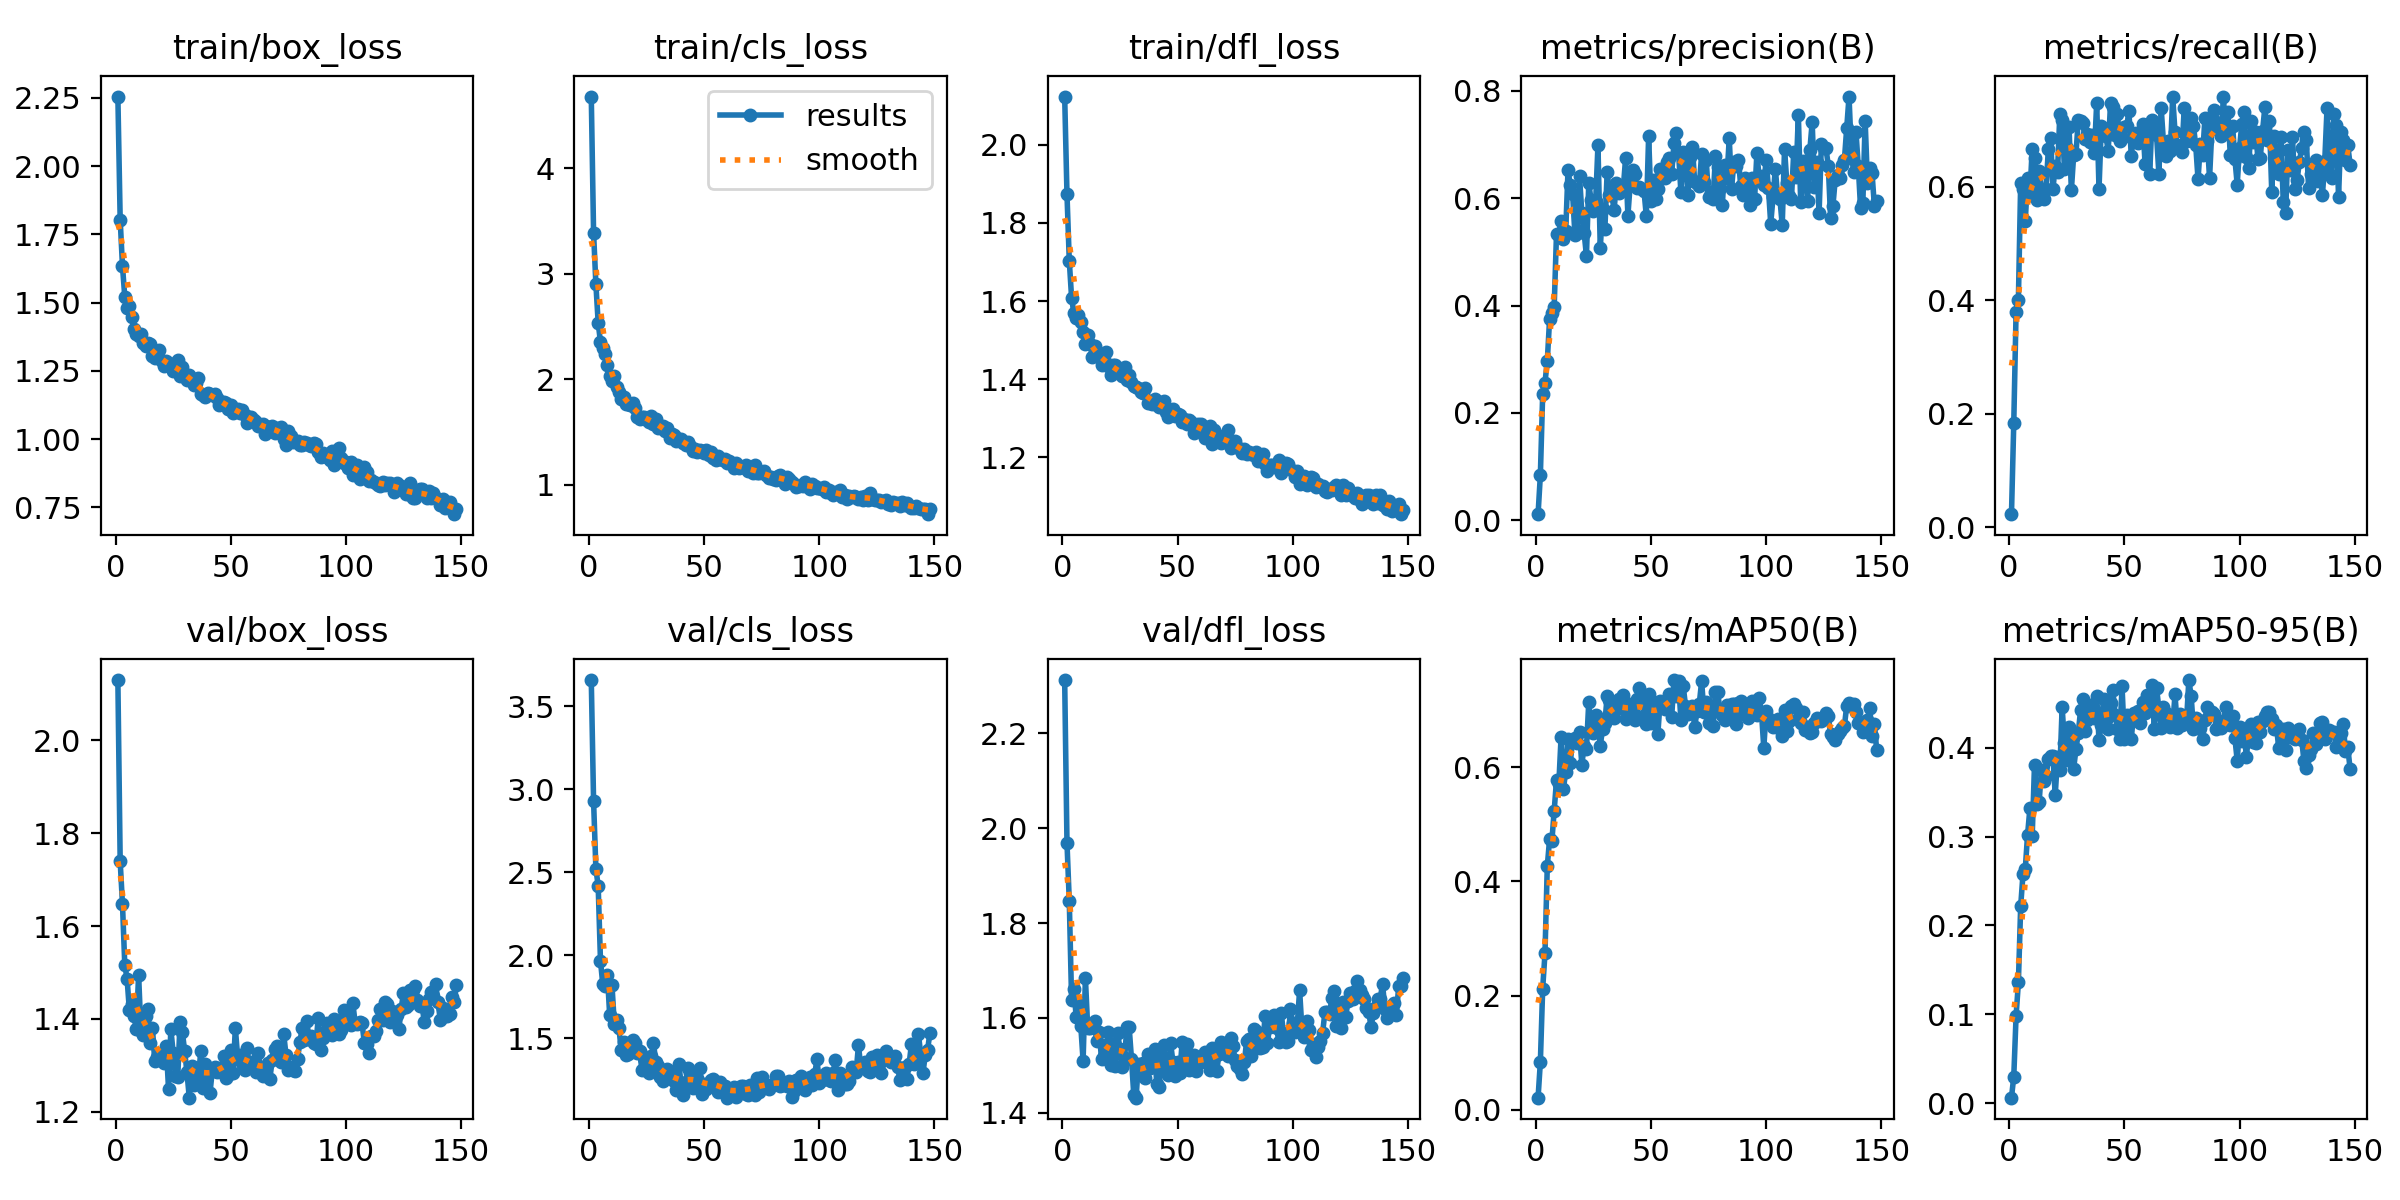 train/box_loss
2.25
2.00
1.75
1.50
1.25
1.00
0.75
0 50 100 150
train/cls_loss
results
smooth
4
3
2
1
0 50 100 150
train/dfl_loss
2.0
1.8
1.6
1.4
1.2
0 50 100 150
metrics/precision(B)
0.8
0.6
0.4
0.2
0.0
0 50 100 150
metrics/recall(B)
0.6
0.4
0.2
0.0
0 50 100 150
val/box_loss
2.0
1.8
1.6
1.4
1.2
0 50 100 150
val/cls_loss
3.5
3.0
2.5
2.0
1.5
0 50 100 150
val/dfl_loss
2.2
2.0
1.8
1.6
1.4
0 50 100 150
metrics/mAP50(B)
0.6
0.4
0.2
0.0
0 50 100 150
metrics/mAP50-95(B)
0.4
0.3
0.2
0.1
0.0
0 50 100 150